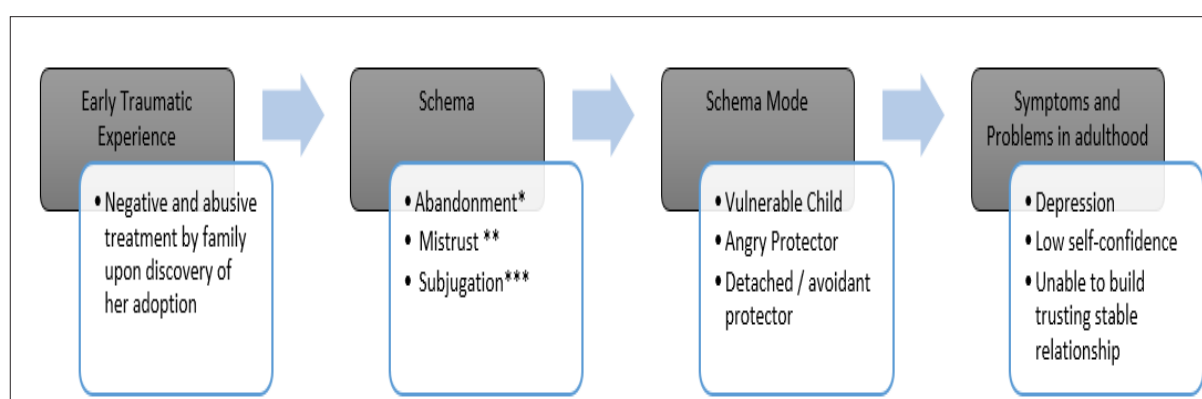 Early Traumatic
Experience
• Negative and abusive
treatment by family
upon discovery of
her adoption
Schema
• Abandonment*
• Mistrust **
• Subjugation***
Schema Mode
• Vulnerable Child
• Angry Protector
• Detached / avoidant
protector
Symptoms and
Problems in adulthood
• Depression
• Low self-confidence
• Unable to build
trusting stable
relationship